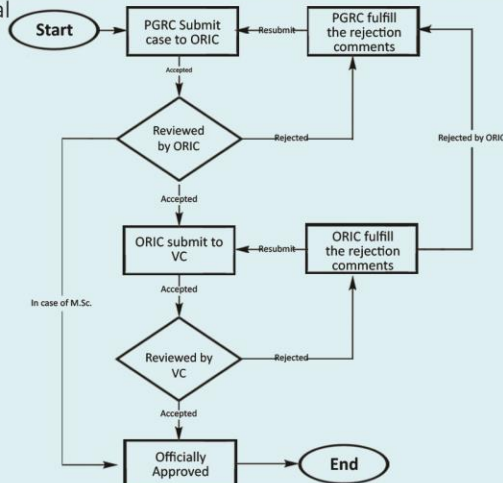 al
Start
PGRC Submit
case to ORIC
Resubmit
PGRC fulfill
the rejection
comments
Accepted
Reviewed
by ORIC
Rejected
Rejected by ORIC
Accepted
ORIC submit to
VC
Resubmit
ORIC fulfill
the rejection
comments
Accepted
In case of M.Sc.
Reviewed by
VC
Rejected
Accepted
Officially
Approved
End